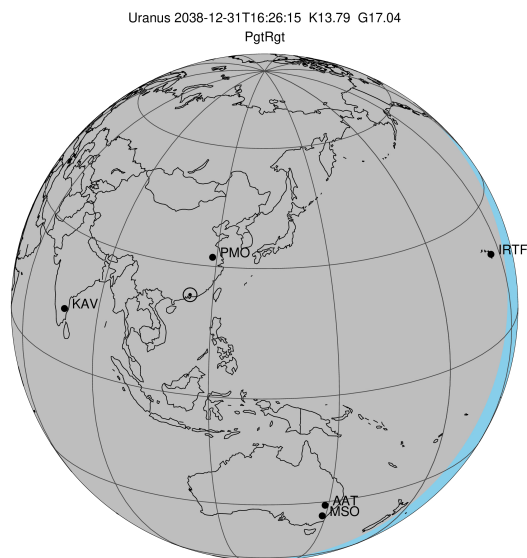 Uranus 2038-12-31T16:26:15 K13.79 G17.04
PgtRgt
IRTF
PMO
KAV
AAT
MSO